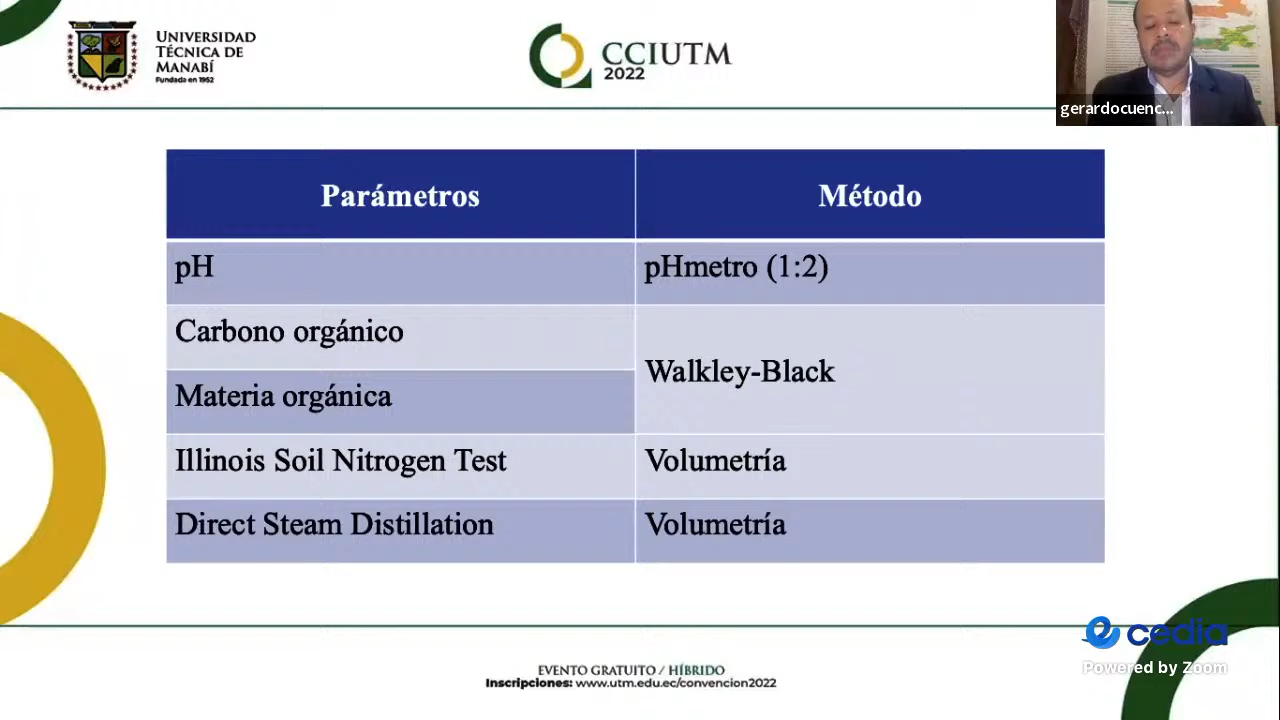 UNIVERSIDAD
TÉCNICA DE
MANABÍ
Fundada en 1952
CCIUTM
2022
gerardocuenc...
Parámetros
Método
pH
pHmetro (1:2)
Carbono orgánico
Walkley-Black
Materia orgánica
Illinois Soil Nitrogen Test
Volumetría
Direct Steam Distillation
Volumetría
cedia
Powered by Zoom
EVENTO GRATUITO / HÍBRIDO
Inscripciones: www.utm.edu.ec/convencion2022